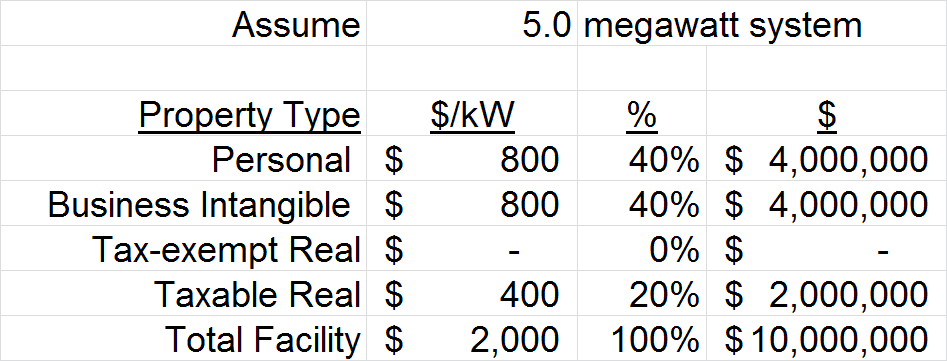 Assume 5.0 megawatt system
Property Type $/kW % $
Personal $ 800 40% $ 4,000,000
Business Intangible $ 800 40% $ 4,000,000
Tax-exempt Real $ - 0% $ -
Taxable Real $ 400 20% $ 2,000,000
Total Facility $ 2,000 100% $ 10,000,000